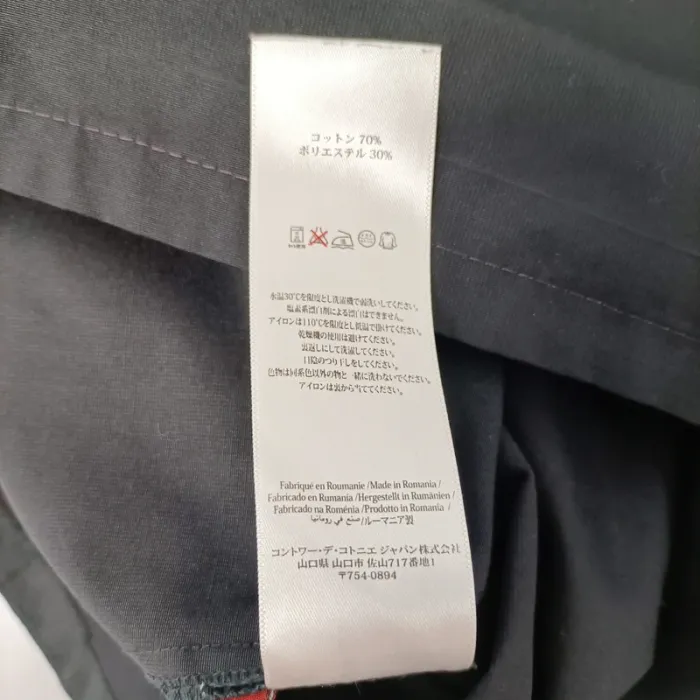 コットン 70%
ポリエステル 30%
水温30℃を限度とし洗濯機で弱洗いしてください。
塩素系漂白剤による漂白はできません。
アイロンは110℃を限度とし低温で掛けてください。
乾燥機の使用は避けてください。
裏返しにして洗濯してください。
日陰のつり干しをしてください。
色物は同系色以外の物と一緒に洗わないでください。
アイロンは裏から当ててください。
Fabriqué en Roumanie /Made in Romania/
Fabricado en Rumania/Hergestellt in Rumänien/
Fabricado na Roménia/Prodotto in Romania /
صنع في رومانيا/ルーマニア製
コントワー・デ・コトニエ ジャパン株式会社
山口県 山口市 佐山717番地1
〒754-0894